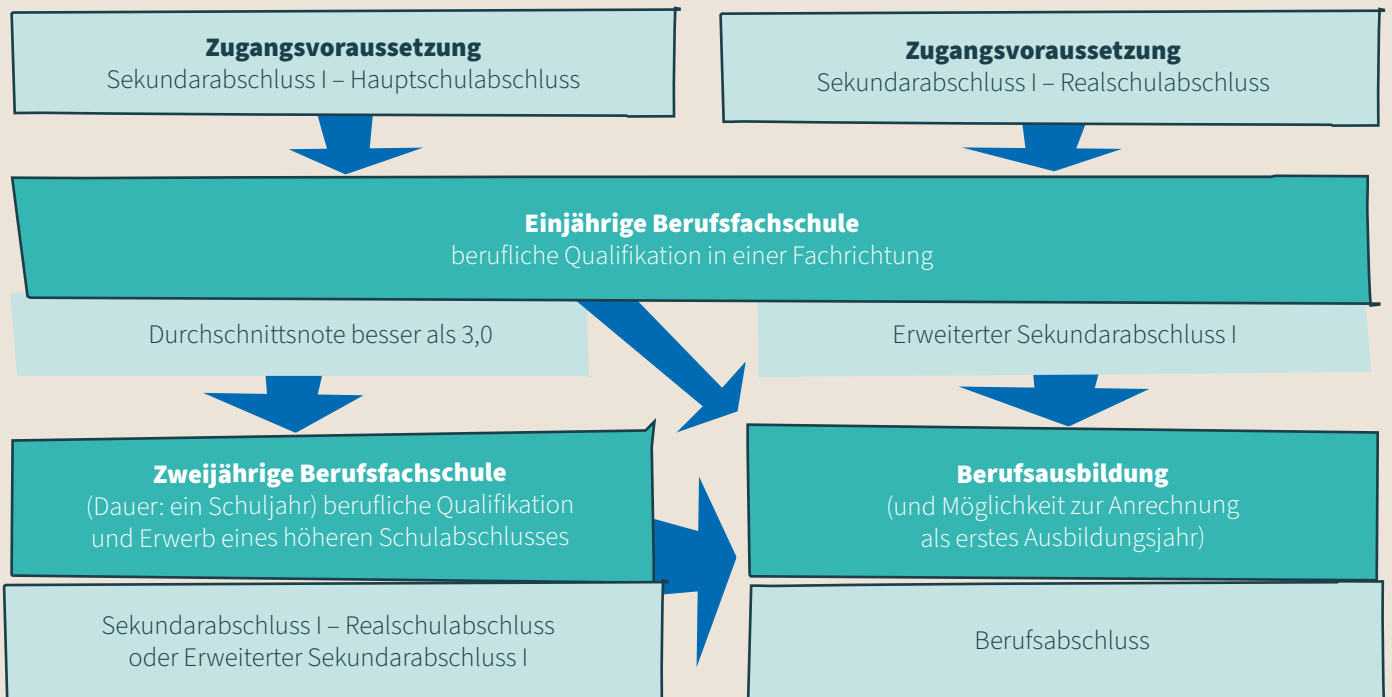 Zugangsvoraussetzung
Sekundarabschluss I – Hauptschulabschluss
Zugangsvoraussetzung
Sekundarabschluss I – Realschulabschluss
Einjährige Berufsfachschule
berufliche Qualifikation in einer Fachrichtung
Durchschnittsnote besser als 3,0
Erweiterter Sekundarabschluss I
Zweijährige Berufsfachschule
(Dauer: ein Schuljahr) berufliche Qualifikation
und Erwerb eines höheren Schulabschlusses
Berufsausbildung
(und Möglichkeit zur Anrechnung
als erstes Ausbildungsjahr)
Sekundarabschluss I – Realschulabschluss
oder Erweiterter Sekundarabschluss I
Berufsabschluss